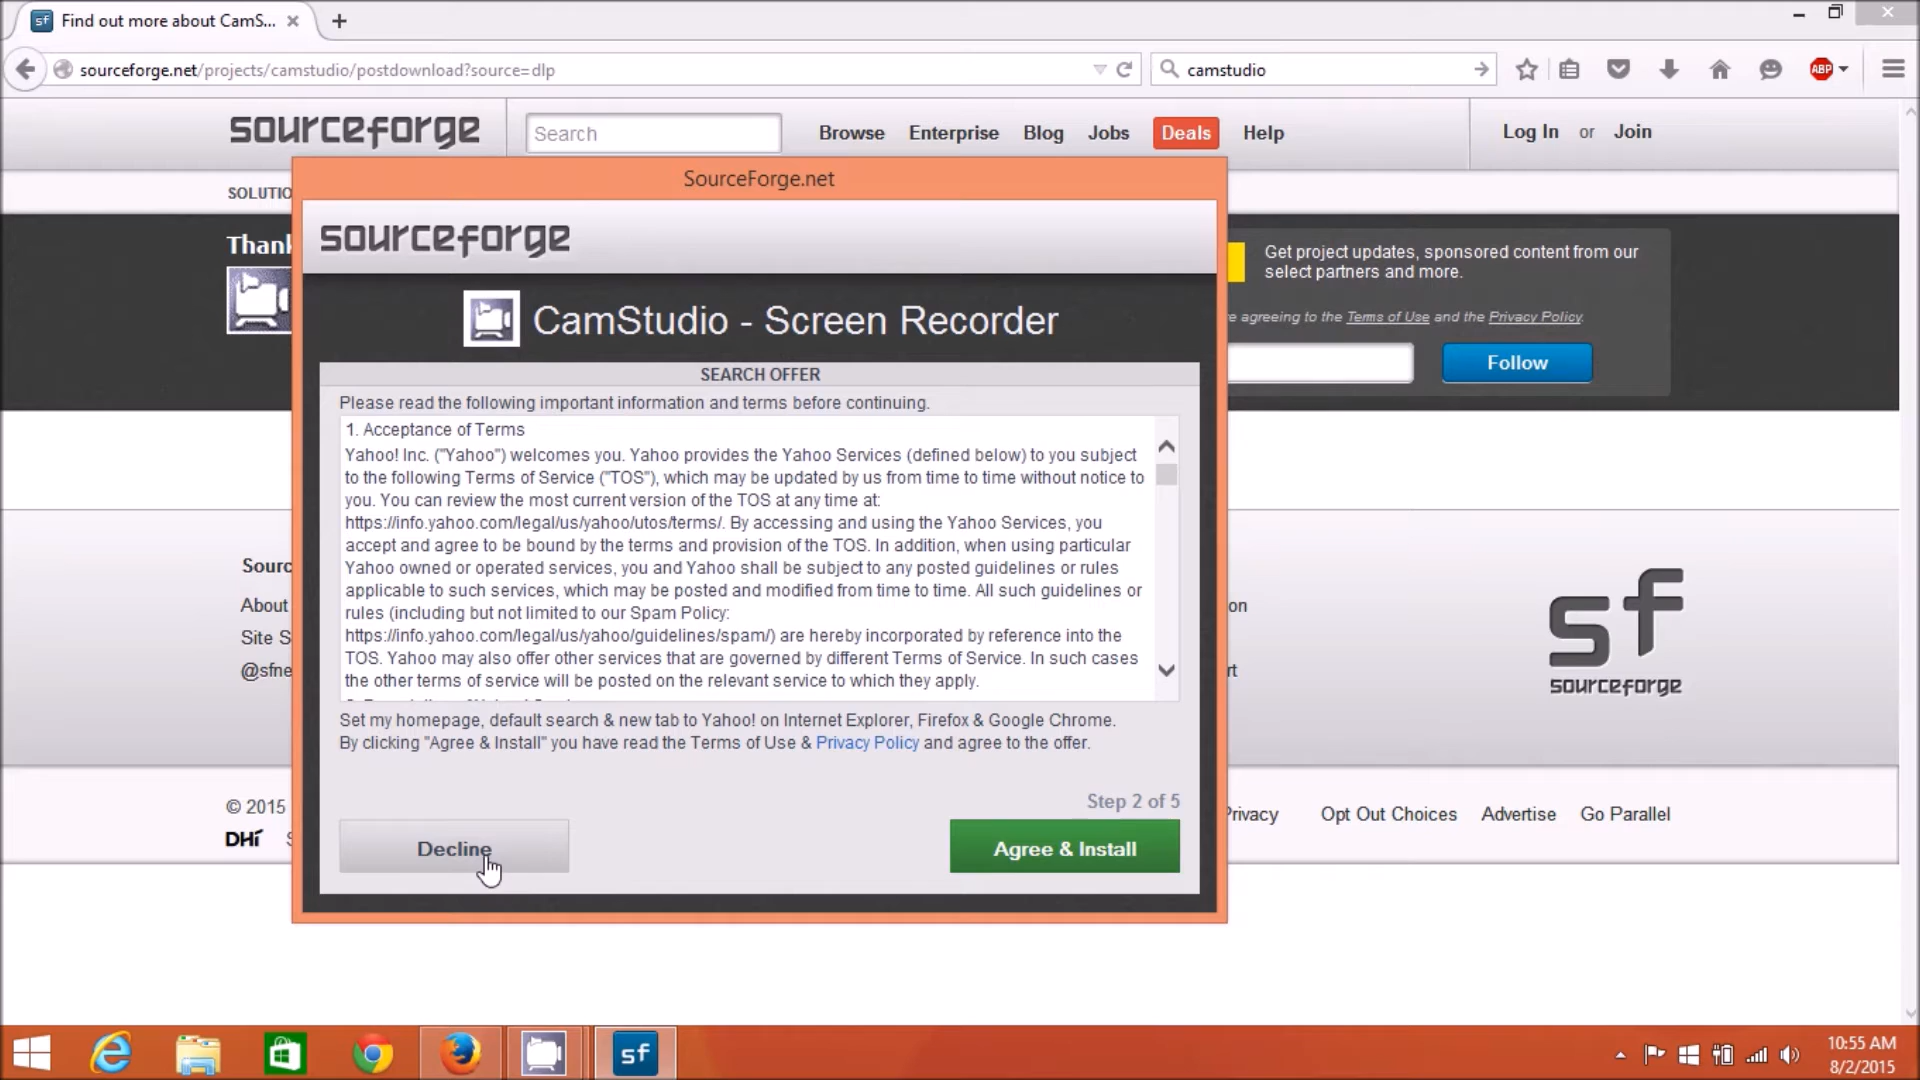 sf Find out more about CamS...
sourceforge.net/projects/camstudio/postdownload?source=dlp
camstudio
ABP
sourceforge
Search
Browse Enterprise Blog Jobs Deals Help
Log In or Join
SourceForge.net
SOLUTIO
sourceforge
Thank
Get project updates, sponsored content from our
select partners and more.
CamStudio - Screen Recorder
e agreeing to the Terms of Use and the Privacy Policy.
Follow
SEARCH OFFER
Please read the following important information and terms before continuing.
1. Acceptance of Terms
Yahoo! Inc. ("Yahoo") welcomes you. Yahoo provides the Yahoo Services (defined below) to you subject
to the following Terms of Service ("TOS"), which may be updated by us from time to time without notice to
you. You can review the most current version of the TOS at any time at:
https://info.yahoo.com/legal/us/yahoo/utos/terms/. By accessing and using the Yahoo Services, you
accept and agree to be bound by the terms and provision of the TOS. In addition, when using particular
Yahoo owned or operated services, you and Yahoo shall be subject to any posted guidelines or rules
applicable to such services, which may be posted and modified from time to time. All such guidelines or
rules (including but not limited to our Spam Policy:
https://info.yahoo.com/legal/us/yahoo/guidelines/spam/) are hereby incorporated by reference into the
TOS. Yahoo may also offer other services that are governed by different Terms of Service. In such cases
the other terms of service will be posted on the relevant service to which they apply.
Set my homepage, default search & new tab to Yahoo! on Internet Explorer, Firefox & Google Chrome.
By clicking "Agree & Install" you have read the Terms of Use & Privacy Policy and agree to the offer.
Step 2 of 5
Decline
Agree & Install
Sourc
About
Site S
@sfne
on
rt
sf
sourceforge
© 2015
DHI S
Privacy Opt Out Choices Advertise Go Parallel
sf
10:55 AM
8/2/2015